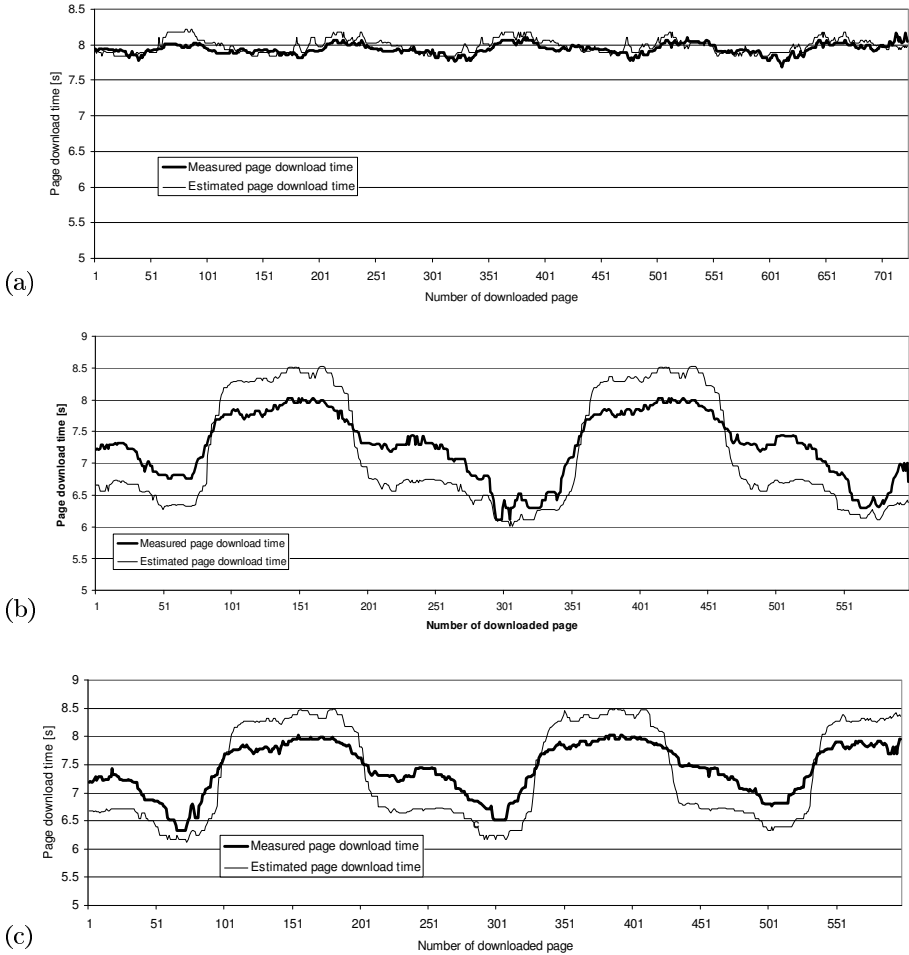 8.5
8
7.5
7
6.5
6
5.5
5
Page download time [s]
Measured page download time
Estimated page download time
1 51 101 151 201 251 301 351 401 451 501 551 601 651 701
Number of downloaded page
(a)
9
8.5
8
7.5
7
6.5
6
5.5
5
Page download time [s]
Measured page download time
Estimated page download time
1 51 101 151 201 251 301 351 401 451 501 551
Number of downloaded page
(b)
9
8.5
8
7.5
7
6.5
6
5.5
5
Page download time [s]
Measured page download time
Estimated page download time
1 51 101 151 201 251 301 351 401 451 501 551
Number of downloaded page
(c)